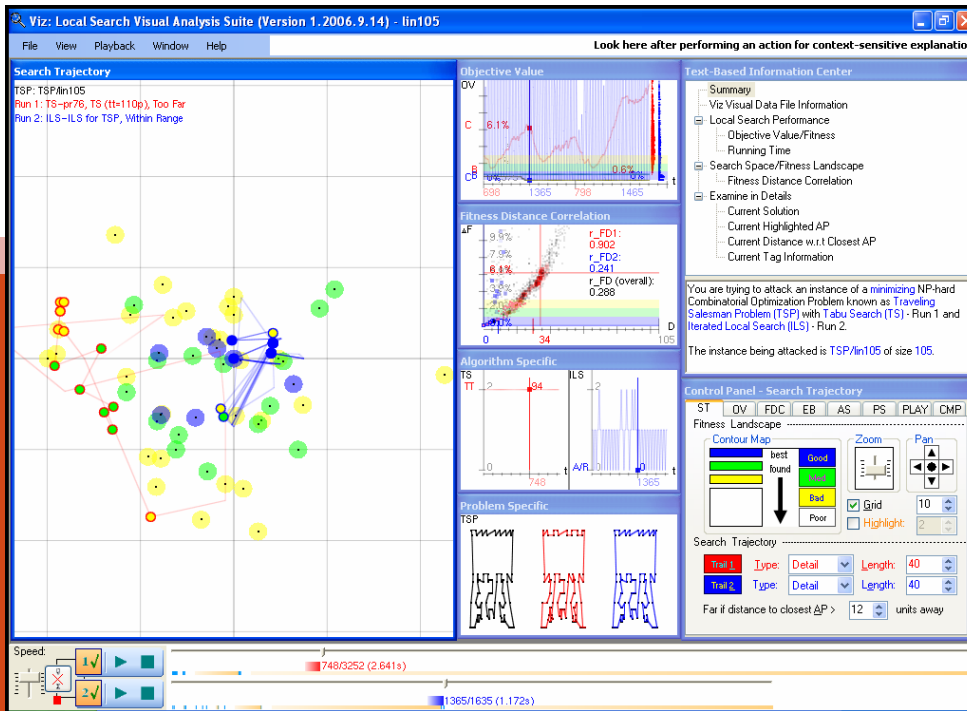 Viz: Local Search Visual Analysis Suite (Version 1.2006.9.14) - lin105
File View Playback Window Help
Look here after performing an action for context-sensitive explanatio
Search Trajectory
TSP: TSP/lin105
Run 1: TS-pr76, TS (tt=110p), Too Far
Run 2: ILS-ILS for TSP, Within Range
Objective Value
OV
C 6.1%
B
C B 0% 0.6% 0% t
698 1365 798 1465
Fitness Distance Correlation
ΔF
9.9%
7.9%
6.1%
r_FD1:
0.902
r_FD2:
0.241
r_FD (overall):
0.288
D
0 34 105
Algorithm Specific
TS ILS
TT 2 94 2
0 t A/R 0 0 t
748 1365
Problem Specific
TSP
Text-Based Information Center
Summary
Viz Visual Data File Information
Local Search Performance
Objective Value/Fitness
Running Time
Search Space/Fitness Landscape
Fitness Distance Correlation
Examine in Details
Current Solution
Current Highlighted AP
Current Distance w.r.t Closest AP
Current Tag Information
You are trying to attack an instance of a minimizing NP-hard
Combinatorial Optimization Problem known as Traveling
Salesman Problem (TSP) with Tabu Search (TS) - Run 1 and
Iterated Local Search (ILS) - Run 2.
The instance being attacked is TSP/lin105 of size 105.
Control Panel - Search Trajectory
ST OV FDC EB AS PS PLAY CMP
Fitness Landscape
Contour Map Zoom Pan
best
found
Good
Med
Bad
Poor
Grid 10
Highlight: 2
Search Trajectory
Trail 1 Type: Detail Length: 40
Trail 2 Type: Detail Length: 40
Far if distance to closest AP > 12 units away
Speed:
1 748/3252 (2.641s)
2 1365/1635 (1.172s)